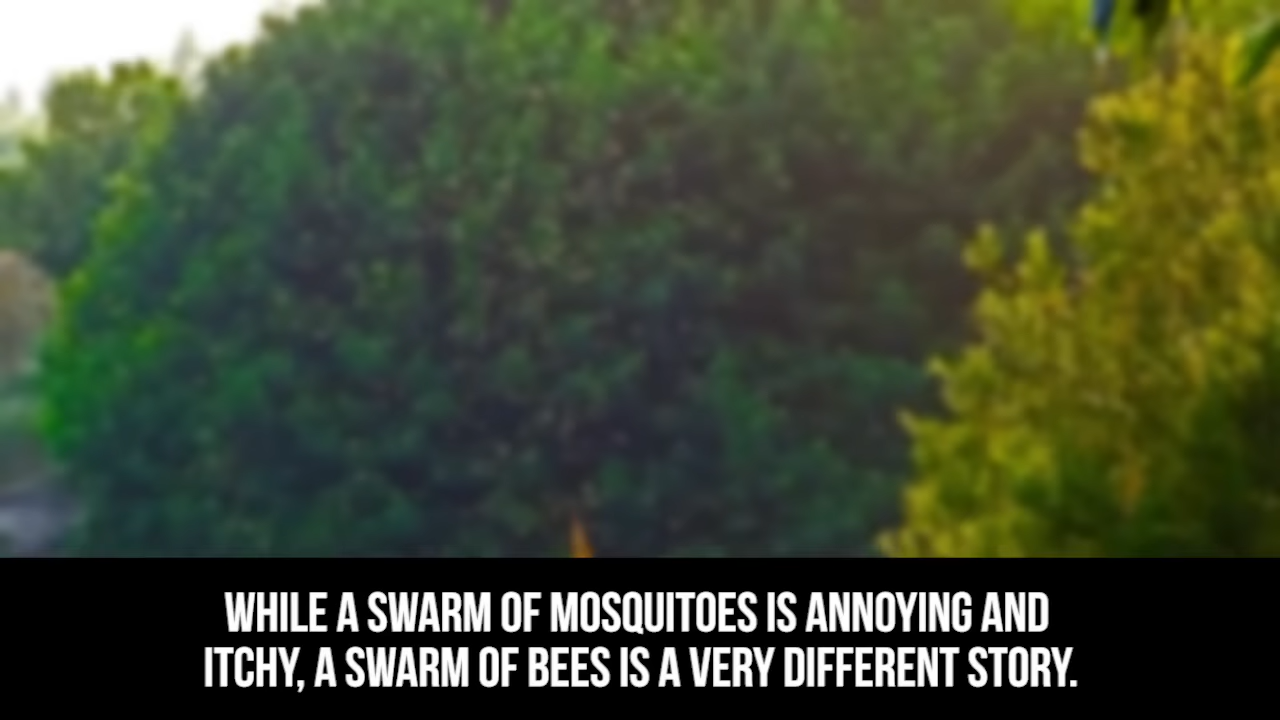 WHILE A SWARM OF MOSQUITOES IS ANNOYING AND
ITCHY, A SWARM OF BEES IS A VERY DIFFERENT STORY.